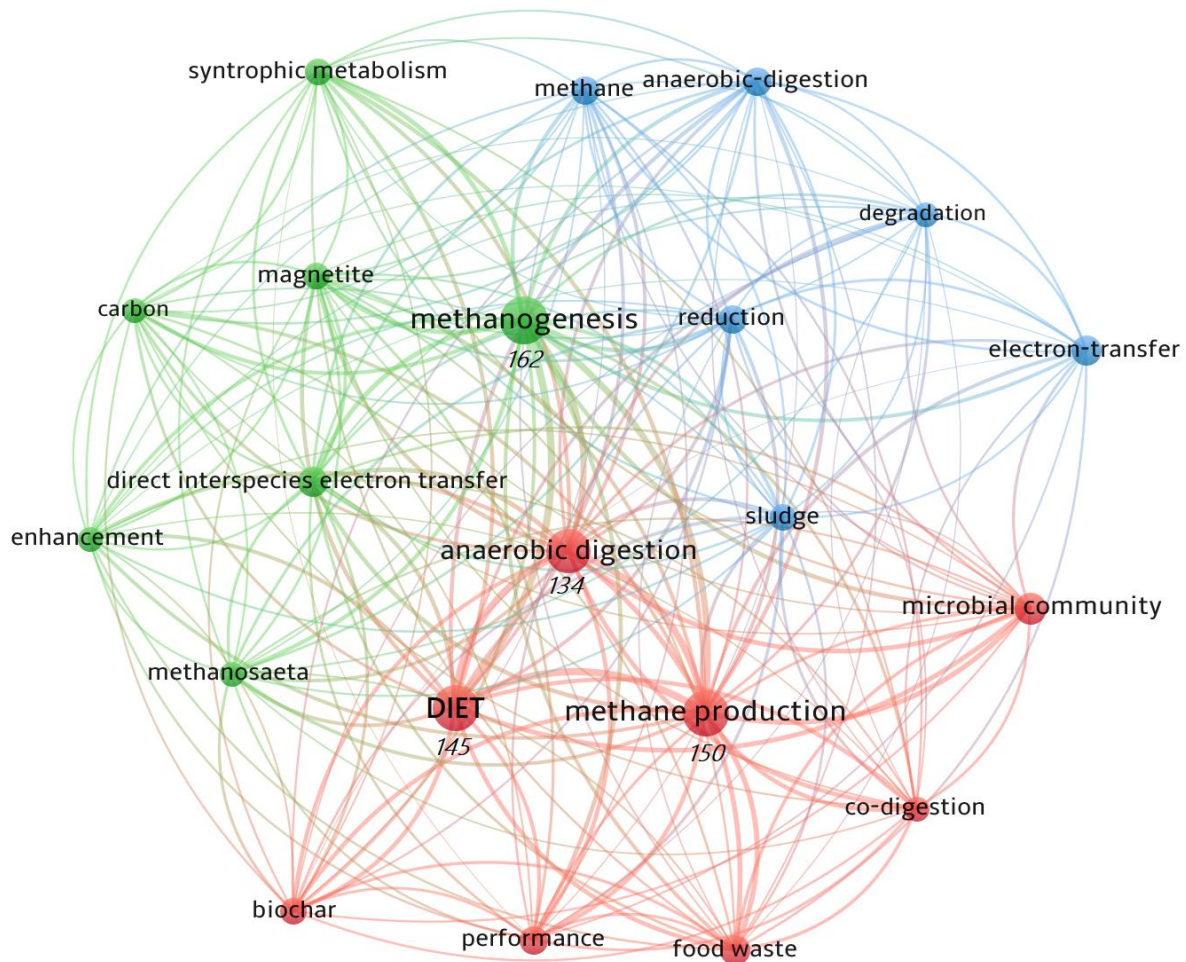 syntrophic metabolism
methane
anaerobic-digestion
degradation
magnetite
carbon
methanogenesis
162
reduction
electron-transfer
direct interspecies electron transfer
enhancement
sludge
anaerobic digestion
134
microbial community
methanosaeta
DIET
145
methane production
150
co-digestion
biochar
performance
food waste